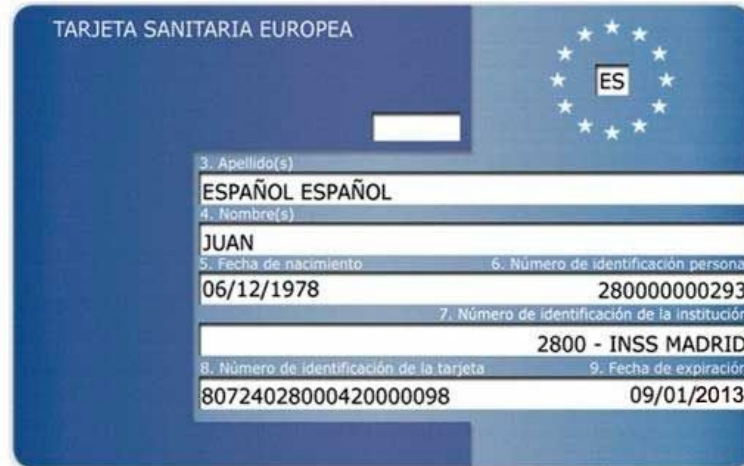 TARJETA SANITARIA EUROPEA
ES
3. Apellido(s)
ESPAÑOL ESPAÑOL
4. Nombre(s)
JUAN
5. Fecha de nacimiento 6. Número de identificación persona
06/12/1978 280000000293
7. Número de identificación de la institución
2800 - INSS MADRID
8. Número de identificación de la tarjeta 9. Fecha de expiración
80724028000420000098 09/01/2013